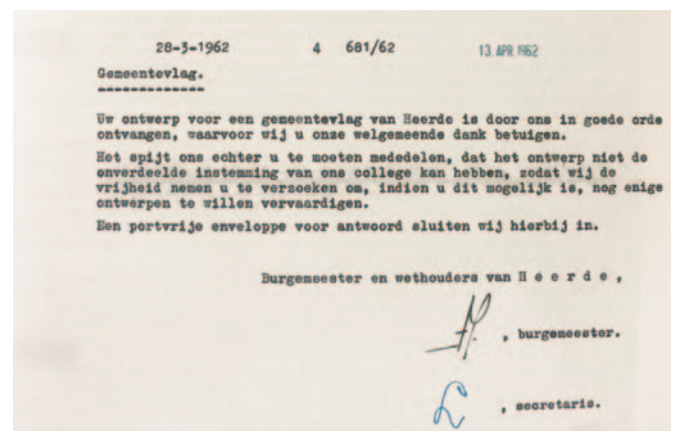 28-3-1962 4 681/62 13. APR. 1962
Gemeentevlag.
Uw ontwerp voor een gemeentevlag van Heerde is door ons in goede orde
ontvangen, waarvoor wij u onze welgemeende dank betuigen.
Het spijt ons echter u te moeten mededelen, dat het ontwerp niet de
onverdeelde instemming van ons college kan hebben, zodat wij de
vrijheid nemen u te verzoeken om, indien u dit mogelijk is, nog enige
ontwerpen te willen vervaardigen.
Een portvrije enveloppe voor antwoord sluiten wij hierbij in.
Burgemeester en wethouders van H e e r d e ,
, burgemeester.
, secretaris.